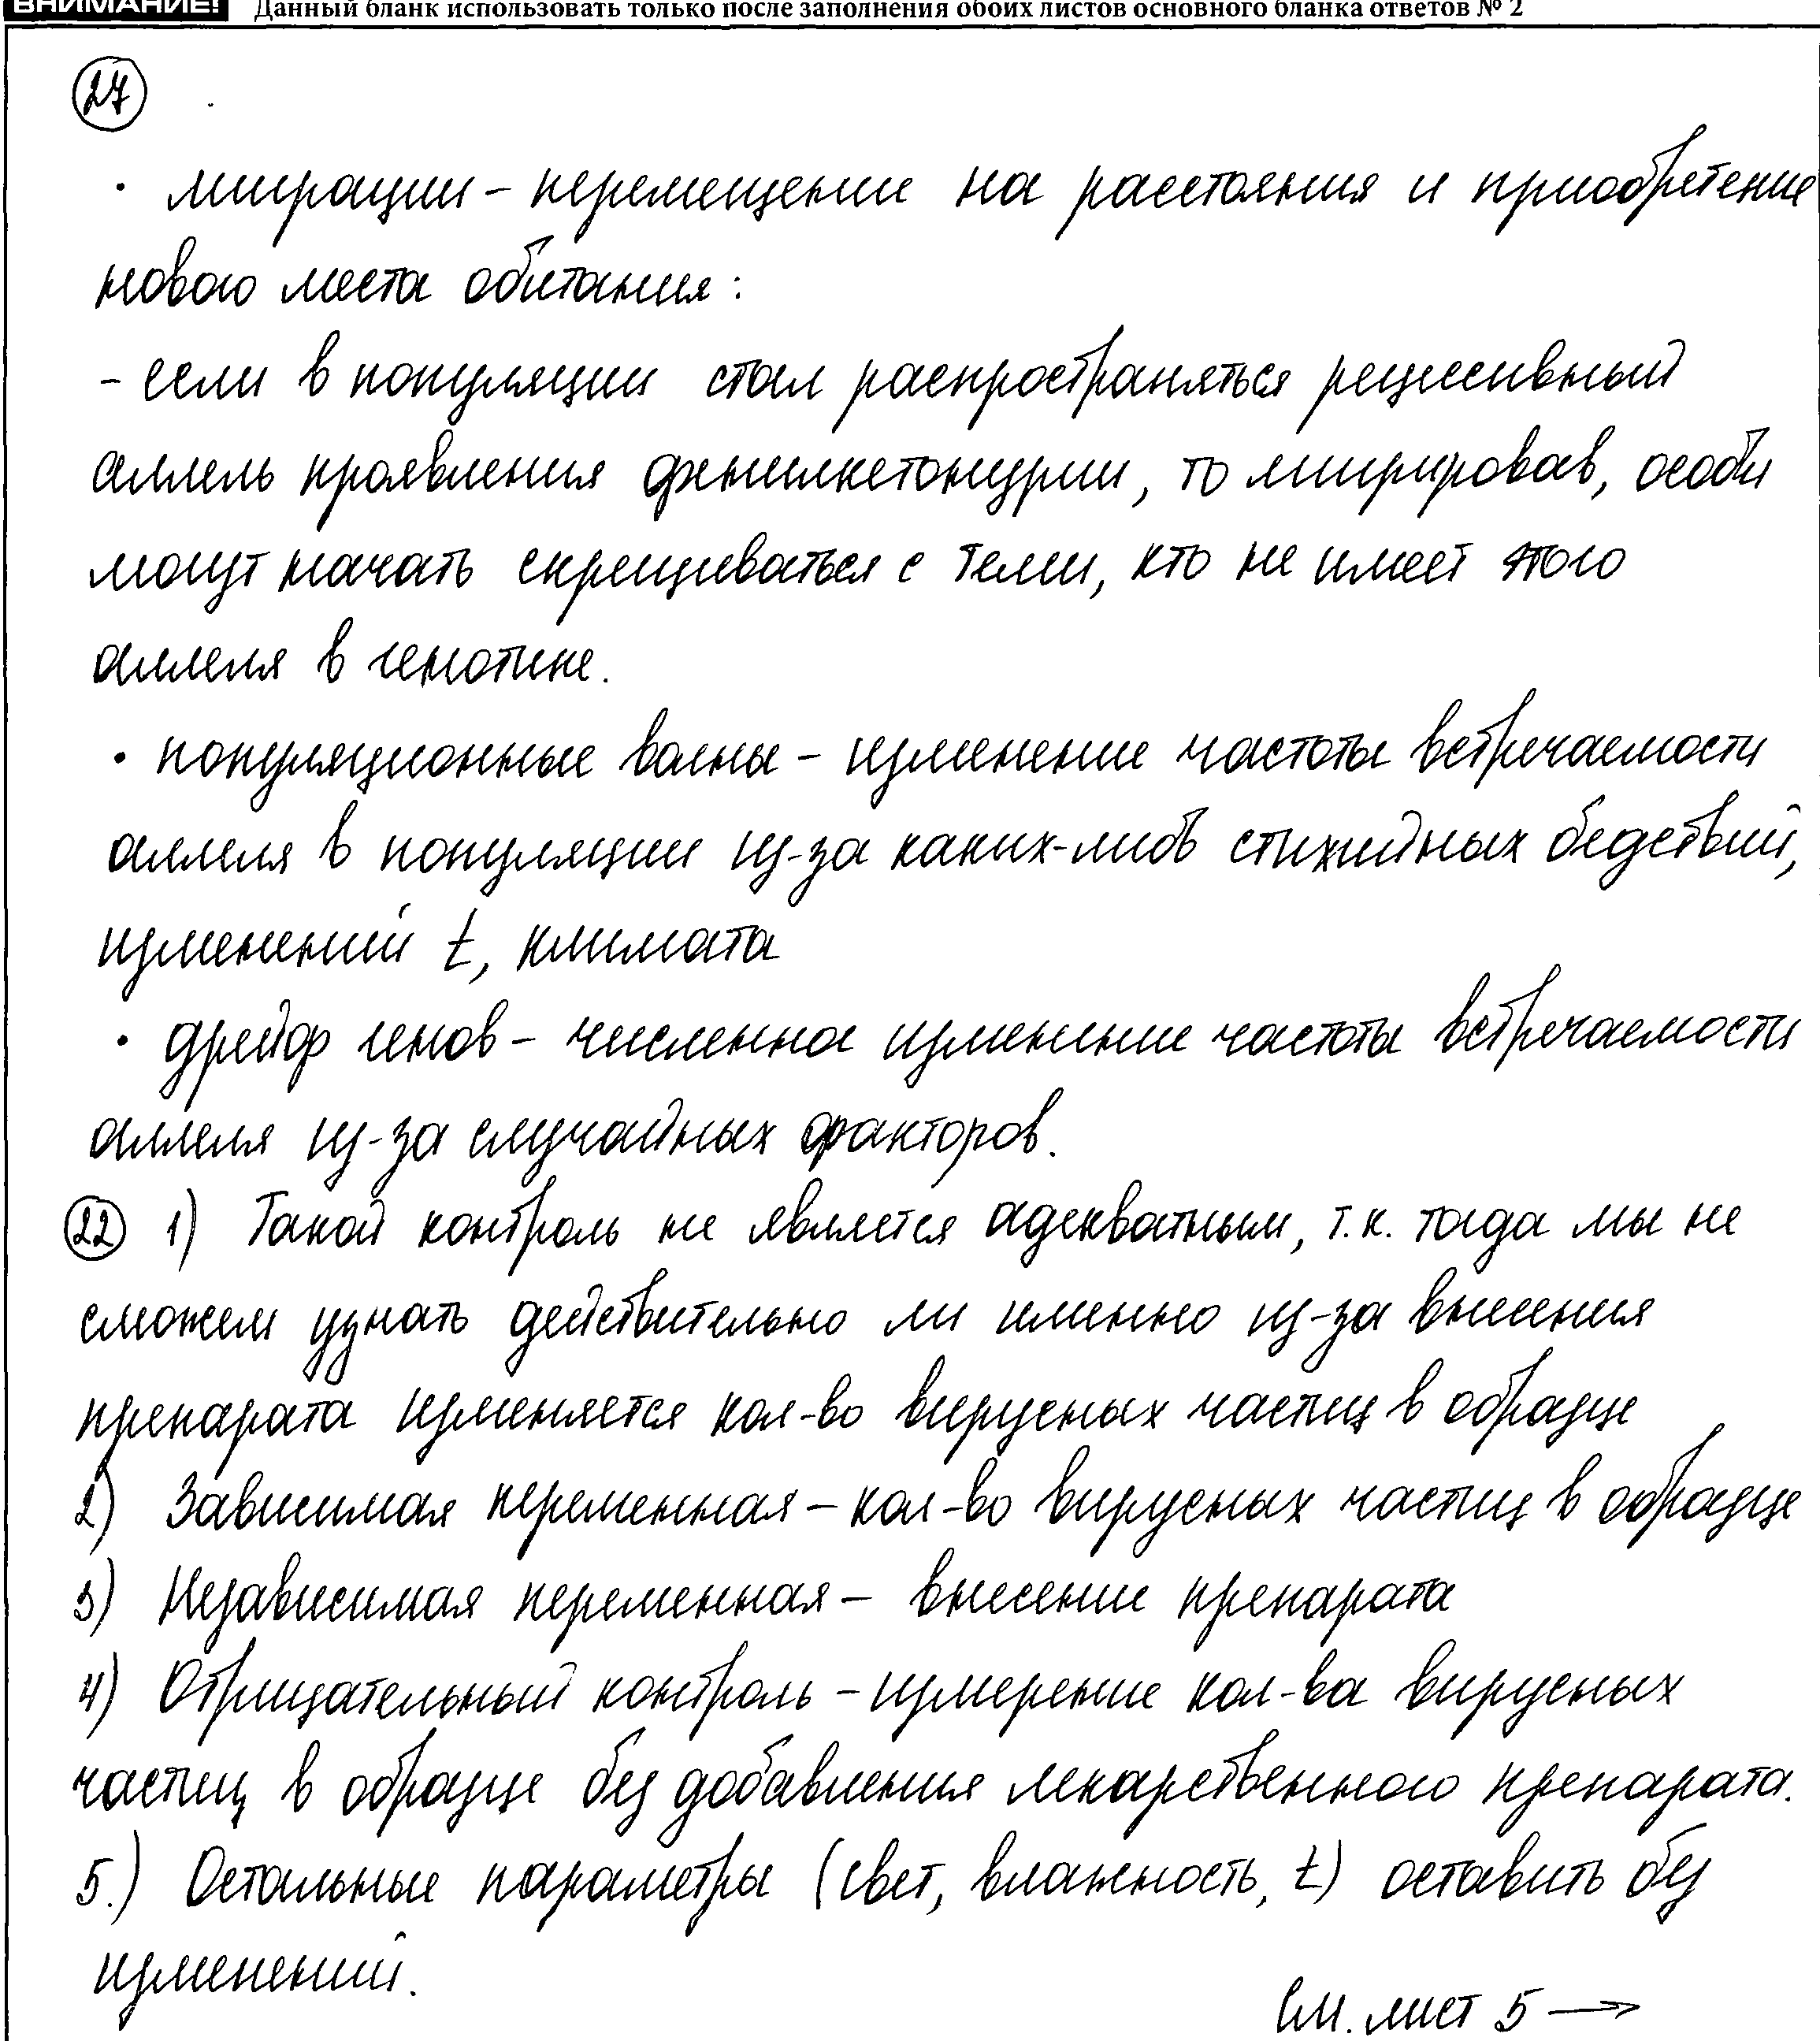 ВНИМАНИЕ! Данный бланк использовать только после заполнения обоих листов основного бланка ответов № 2
27
· миграции – перемещение на расстояния и приобретение
нового места обитания:
- если в популяции стал распространяться рецессивный
аллель проявления фенилкетонурии, то мигрировав, особи
могут начать скрещиваться с теми, кто не имеет этого
аллеля в генотипе.
· популяционные волны – изменение частоты встречаемости
аллеля в популяции из-за каких-либо стихийных бедствий,
изменений t, климата
· дрейф генов – численное изменение частоты встречаемости
аллеля из-за случайных факторов.
22 1) Такой контроль не является адекватным, т.к. тогда мы не
сможем узнать действительно ли именно из-за внесения
препарата изменяется кол-во вирусных частиц в образце
2) Зависимая переменная – кол-во вирусных частиц в образце
3) Независимая переменная – внесение препарата
4) Отрицательный контроль – измерение кол-ва вирусных
частиц в образце без добавления лекарственного препарата.
5.) Остальные параметры (свет, влажность, t) оставить без
изменений.
см. лист 5 →